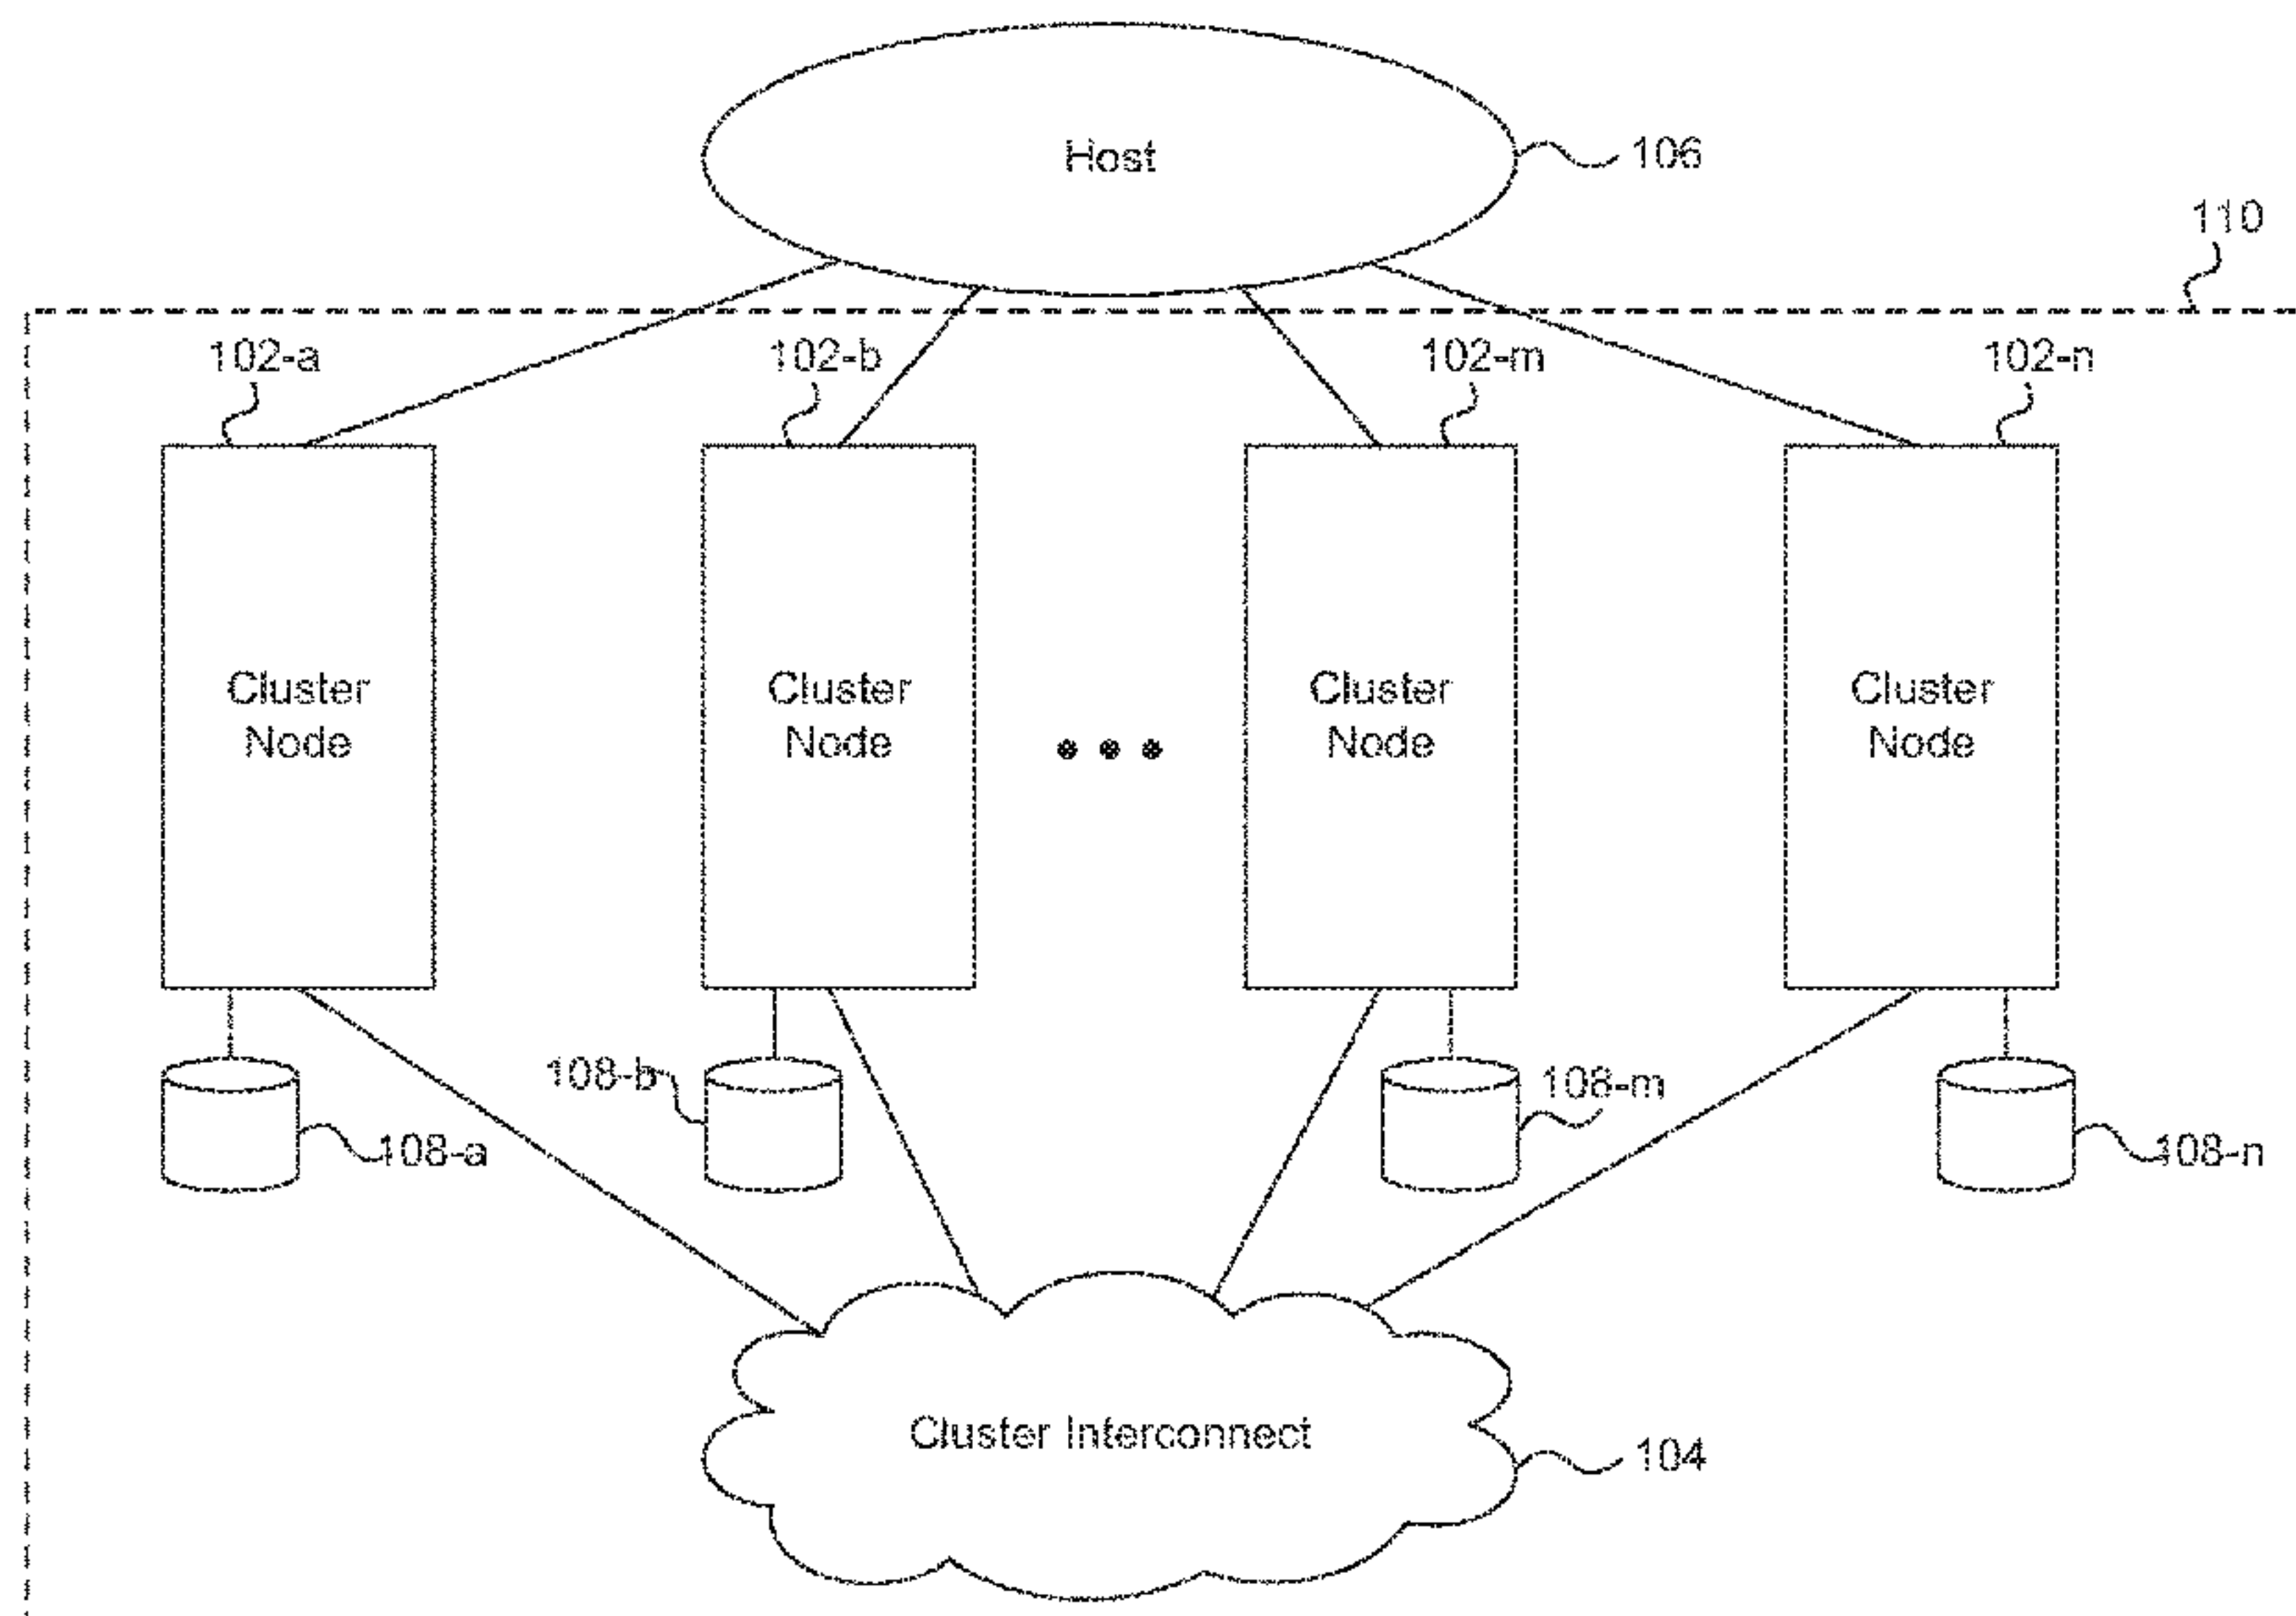 Host
106
110
102-a
102-b
102-m
102-n
Cluster
Node
Cluster
Node
Cluster
Node
Cluster
Node
108-b
108-m
108-a
108-n
Cluster Interconnect
104